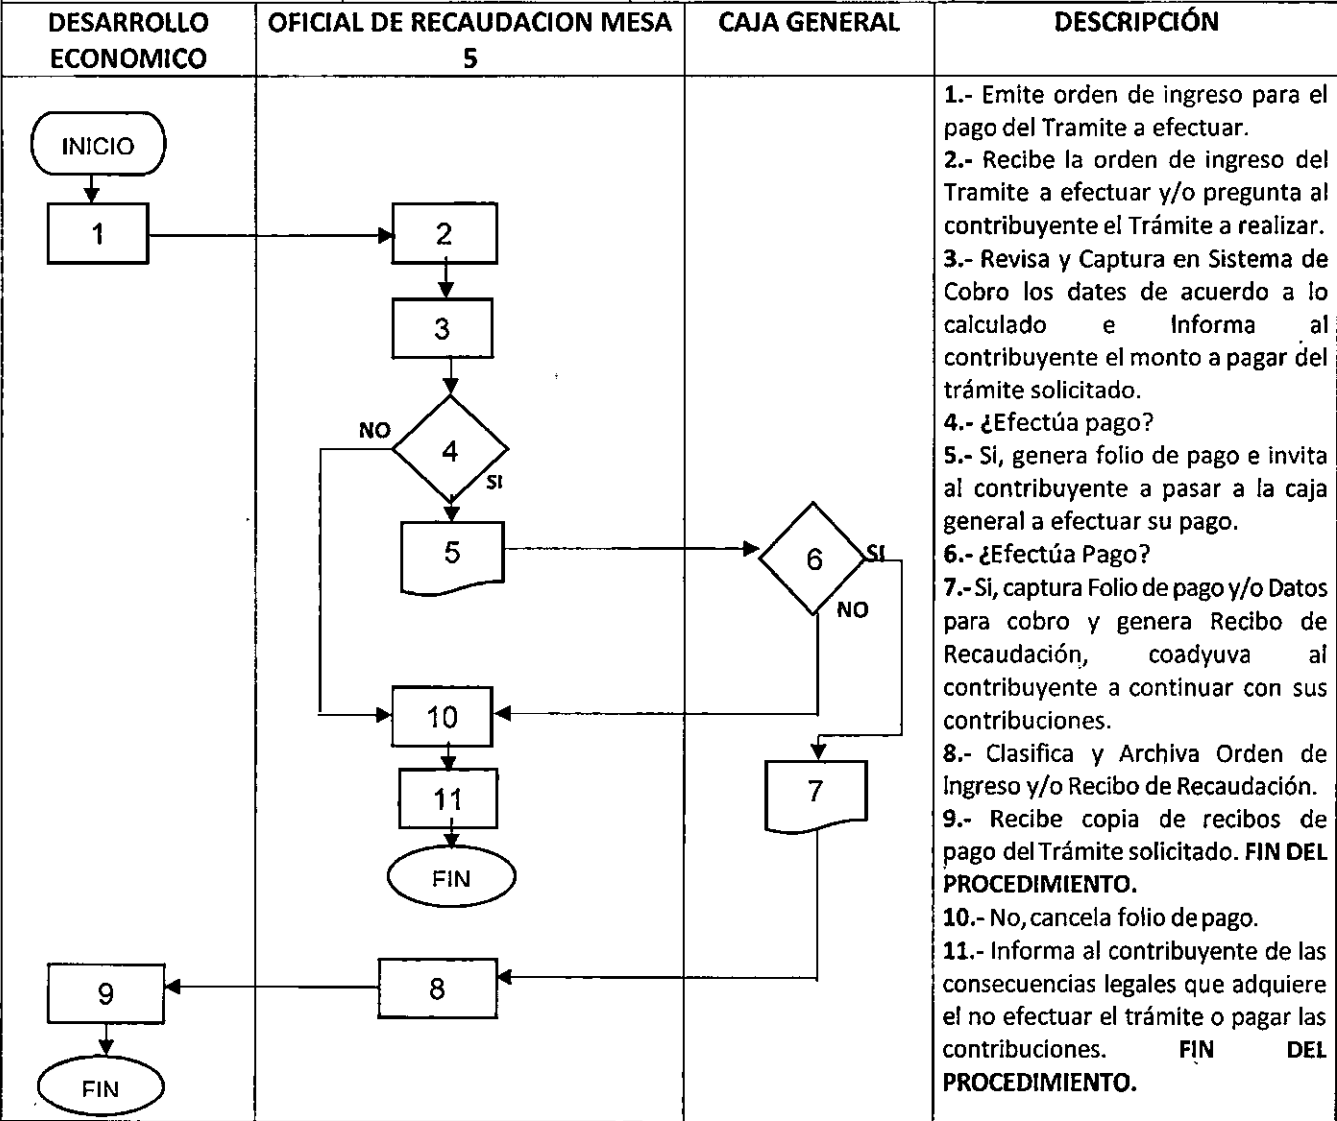 DESARROLLO
ECONOMICO
OFICIAL DE RECAUDACION MESA
5
CAJA GENERAL
DESCRIPCIÓN
INICIO
1
2
3
NO
4
SI
5
6
SI
NO
10
7
11
FIN
9
8
FIN
1.- Emite orden de ingreso para el
pago del Tramite a efectuar.
2.- Recibe la orden de ingreso del
Tramite a efectuar y/o pregunta al
contribuyente el Trámite a realizar.
3.- Revisa y Captura en Sistema de
Cobro los dates de acuerdo a lo
calculado e Informa al
contribuyente el monto a pagar del
trámite solicitado.
4.- ¿Efectúa pago?
5.- Si, genera folio de pago e invita
al contribuyente a pasar a la caja
general a efectuar su pago.
6.- ¿Efectúa Pago?
7.- Si, captura Folio de pago y/o Datos
para cobro y genera Recibo de
Recaudación, coadyuva al
contribuyente a continuar con sus
contribuciones.
8.- Clasifica y Archiva Orden de
Ingreso y/o Recibo de Recaudación.
9.- Recibe copia de recibos de
pago del Trámite solicitado. FIN DEL
PROCEDIMIENTO.
10.- No, cancela folio de pago.
11.- Informa al contribuyente de las
consecuencias legales que adquiere
el no efectuar el trámite o pagar las
contribuciones. FIN DEL
PROCEDIMIENTO.